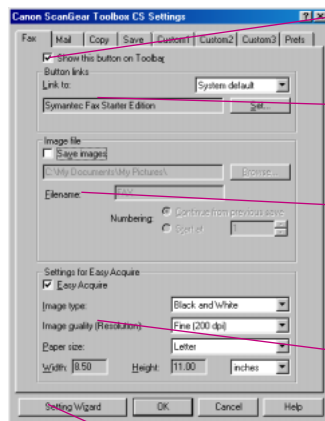 Canon ScanGear Toolbox CS Settings
Fax Mail Copy Save Custom1 Custom2 Custom3 Prefs
Show this button on Toolbar
Button links
Link to: System default
Symantec Fax Starter Edition Set...
Image file
Save images
C:\My Documents\My Pictures\ Browse...
Filename: FAX
Numbering: Continue from previous save
Start at 1
Settings for Easy Acquire
Easy Acquire
Image type: Black and White
Image quality (Resolution): Fine (200 dpi)
Paper size: Letter
Width: 8.50 Height: 11.00 inches
Setting Wizard OK Cancel Help